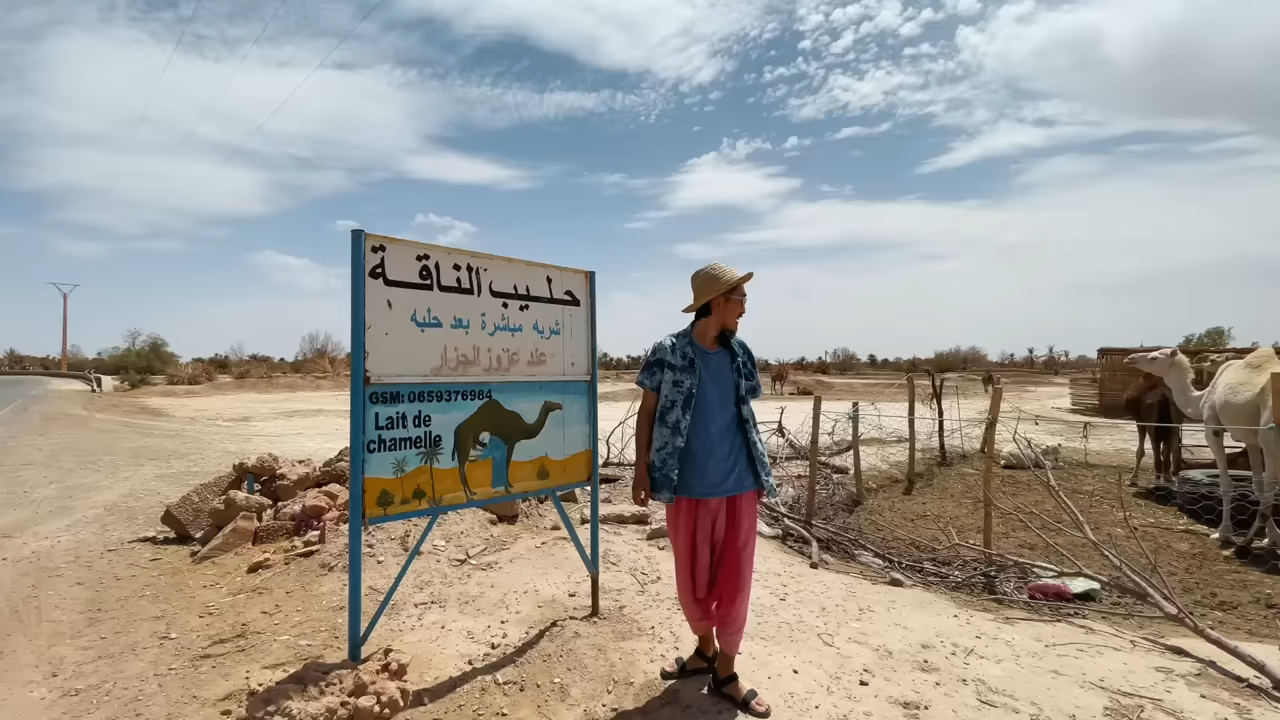 حليب الناقة
شربه مباشرة بعد حلبه
عند عزوز الجزار
GSM: 0659376984
Lait de
chamelle